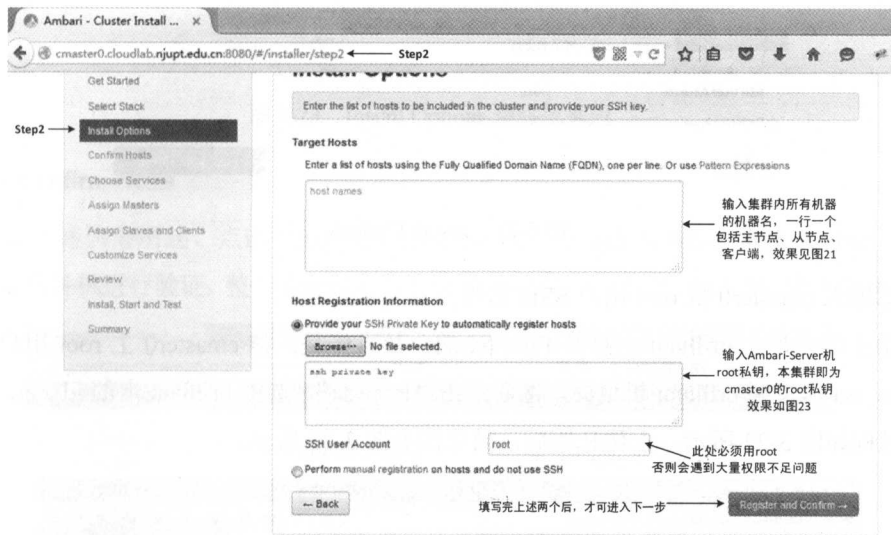 Ambari - Cluster Install ... ×
cmaster0.cloudlab.njupt.edu.cn:8080/#/installer/step2
Step2
Get Started
Select Stack
Step2
Install Options
Confirm Hosts
Choose Services
Assign Masters
Assign Slaves and Clients
Customize Services
Review
Install, Start and Test
Summary
Install Options
Enter the list of hosts to be included in the cluster and provide your SSH key.
Target Hosts
Enter a list of hosts using the Fully Qualified Domain Name (FQDN), one per line. Or use Pattern Expressions
host names
输入集群内所有机器
的机器名，一行一个
包括主节点、从节点、
客户端，效果见图21
Host Registration Information
Provide your SSH Private Key to automatically register hosts
Browse... No file selected.
ssh private key
输入Ambari-Server机
root私钥，本集群即为
cmaster0的root私钥
效果如图23
SSH User Account
root
此处必须用root
否则会遇到大量权限不足问题
Perform manual registration on hosts and do not use SSH
← Back
填写完上述两个后，才可进入下一步
Register and Confirm →